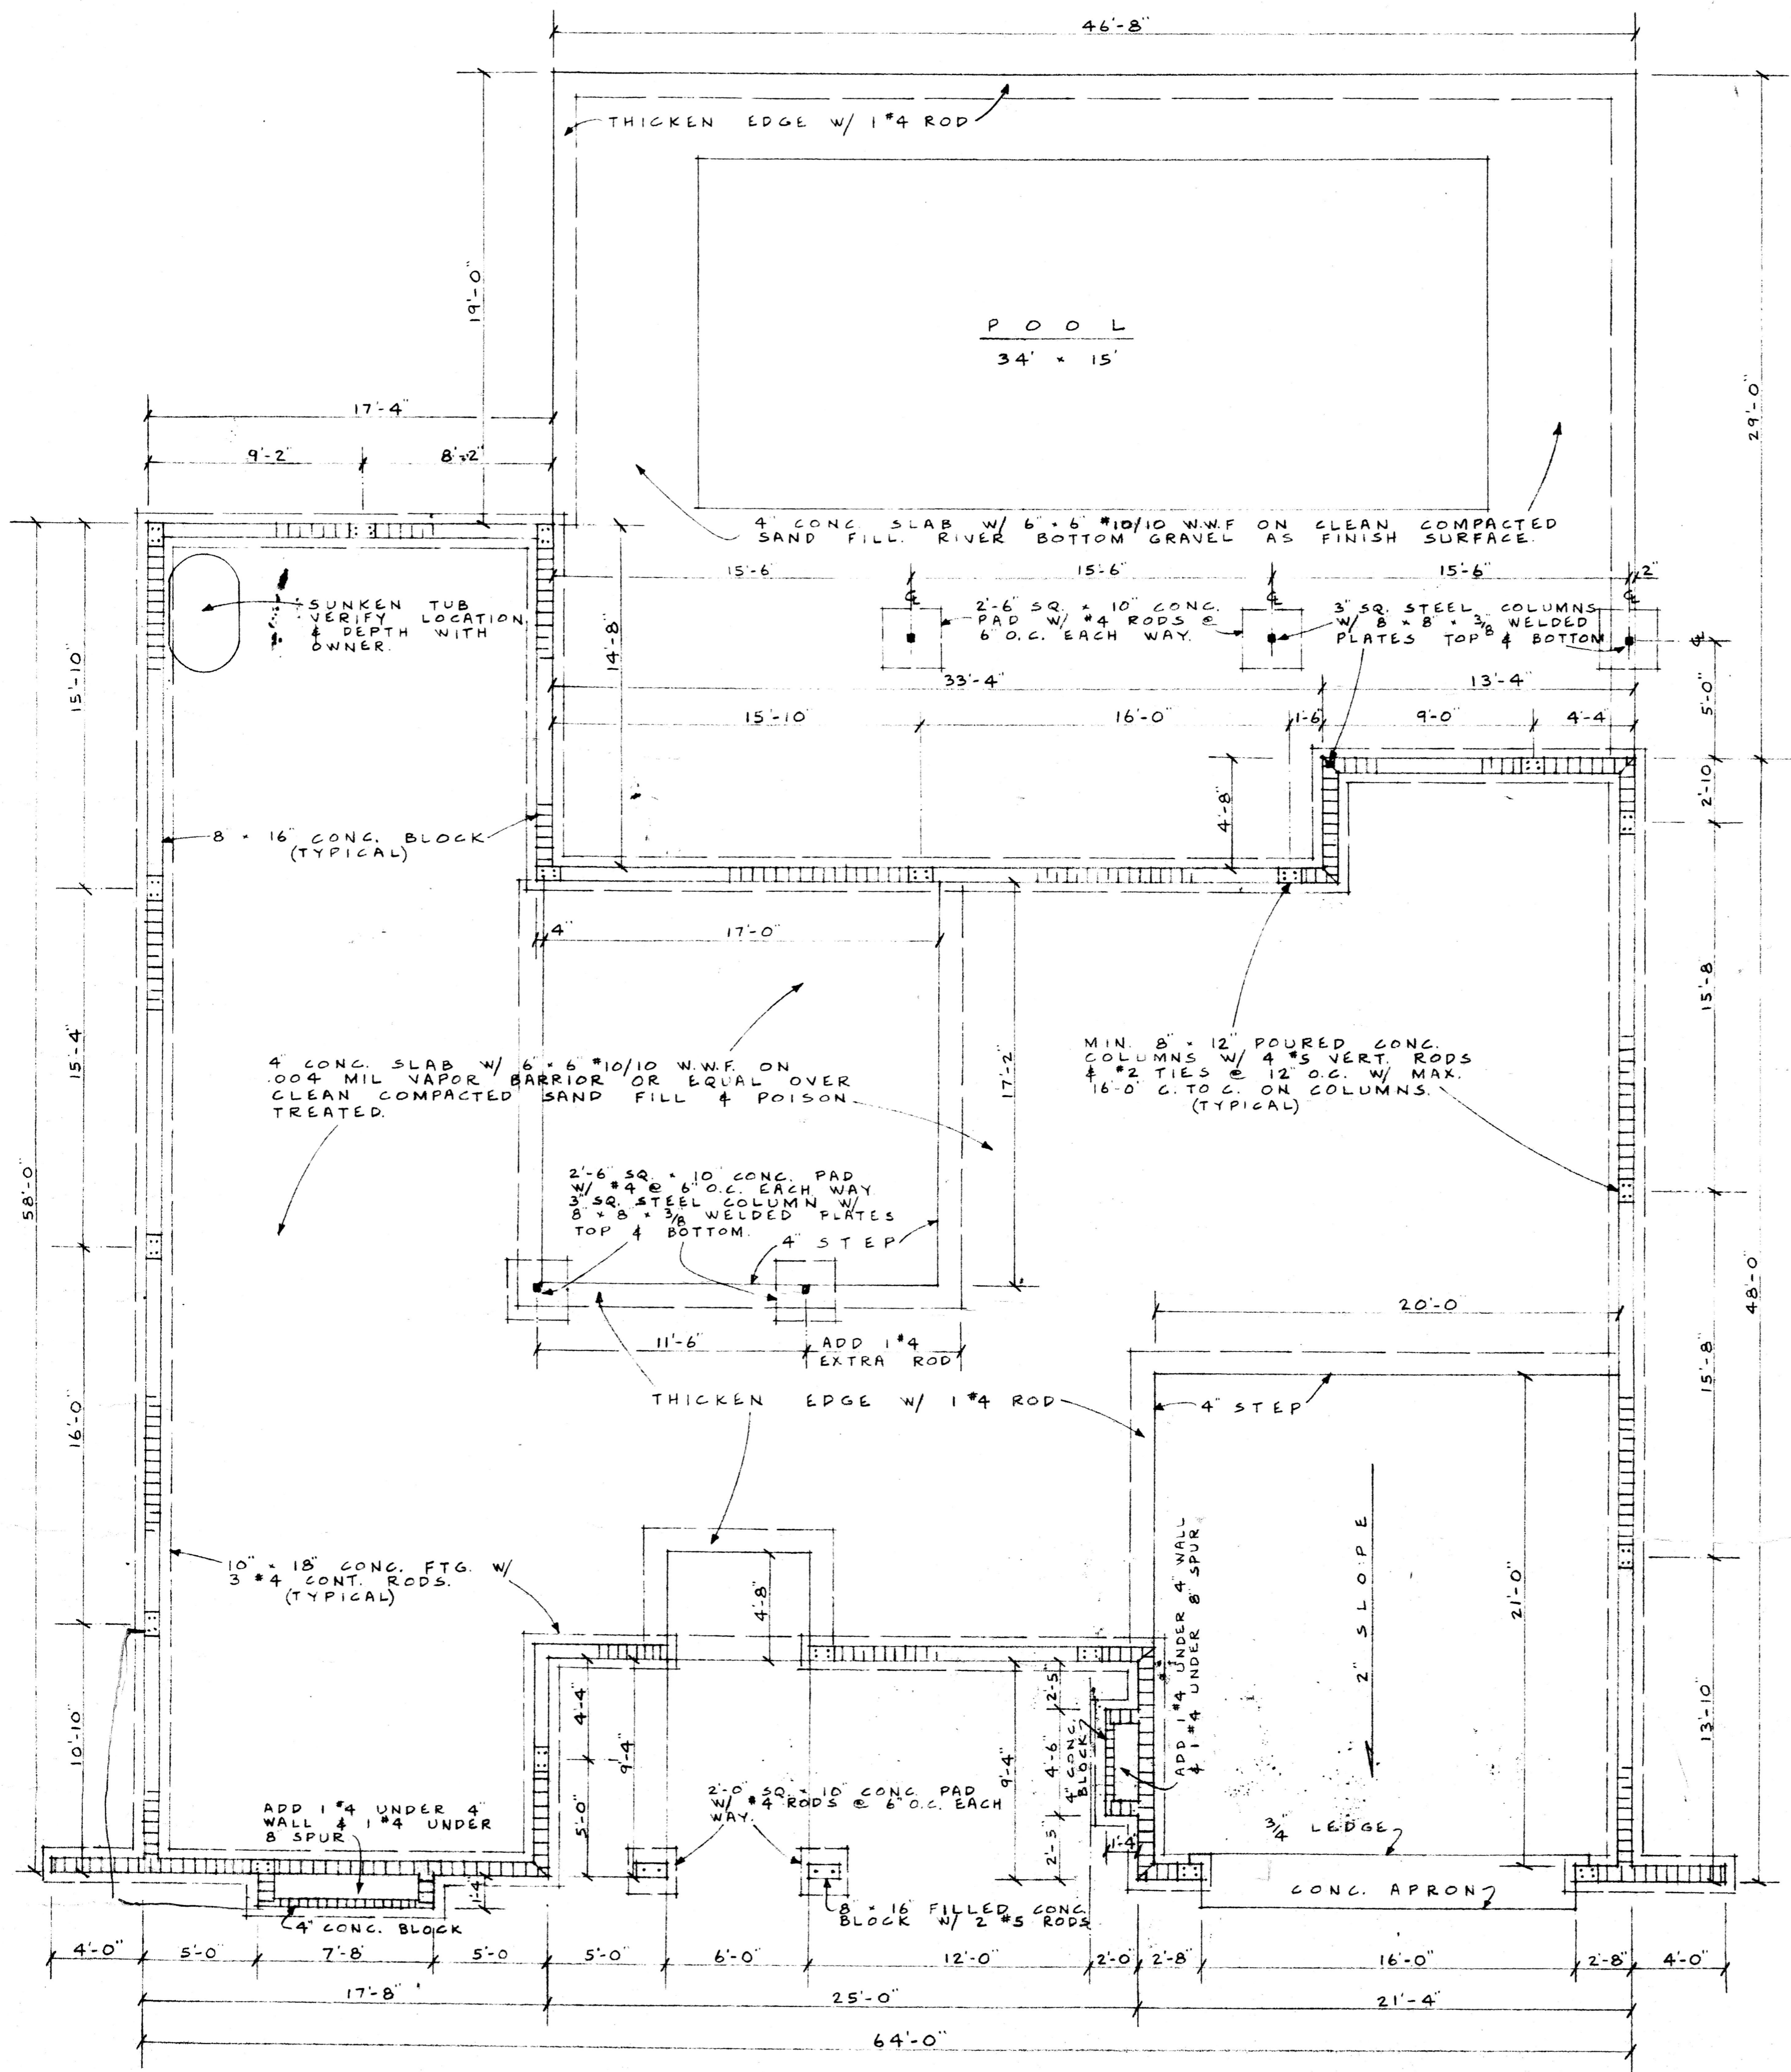 46'-8"
THICKEN EDGE W/ 1 #4 ROD
19'-0"
POOL
34' × 15'
29'-0"
17'-4"
9'-2" 8'-2"
4" CONC. SLAB W/ 6" × 6" #10/10 W.W.F ON CLEAN COMPACTED
SAND FILL. RIVER BOTTOM GRAVEL AS FINISH SURFACE.
15'-6" 15'-6" 15'-6" 2"
SUNKEN TUB
VERIFY LOCATION
& DEPTH WITH
OWNER.
2'-6" SQ. × 10" CONC.
PAD W/ #4 RODS @
6" O.C. EACH WAY.
3" SQ. STEEL COLUMNS
W/ 8" × 8" × 3/8" WELDED
PLATES TOP & BOTTOM
15'-10"
14'-8"
33'-4" 13'-4"
5'-0"
15'-10" 16'-0" 1'-6" 9'-0" 4'-4"
4'-8"
2'-10"
8" × 16" CONC. BLOCK
(TYPICAL)
4" 17'-0"
15'-8"
15'-4"
17'-2"
4" CONC. SLAB W/ 6" × 6" #10/10 W.W.F. ON
.004 MIL VAPOR BARRIOR OR EQUAL OVER
CLEAN COMPACTED SAND FILL & POISON
TREATED.
MIN. 8" × 12" POURED CONC.
COLUMNS W/ 4 #5 VERT. RODS
& #2 TIES @ 12" O.C. W/ MAX.
16'-0" C. TO C. ON COLUMNS.
(TYPICAL)
58'-0"
2'-6" SQ. × 10" CONC. PAD
W/ #4 @ 6" O.C. EACH WAY
3" SQ. STEEL COLUMN W/
8" × 8" × 3/8" WELDED PLATES
TOP & BOTTOM.
4" STEP
48'-0"
20'-0"
11'-6"
ADD 1 #4
EXTRA ROD
15'-8"
16'-0"
THICKEN EDGE W/ 1 #4 ROD
4" STEP
2" SLOPE
21'-0"
10" × 18" CONC. FTG. W/
3 #4 CONT. RODS.
(TYPICAL)
4'-8"
ADD 1 #4 UNDER 4" WALL
& 1 #4 UNDER 8" SPUR
10'-10"
4'-4"
9'-4"
5'-0"
9'-4"
2'-5"
4'-6"
2'-5"
4" CONC.
BLOCK
1'-4"
13'-10"
2'-0" SQ. × 10" CONC. PAD
W/ #4 RODS @ 6" O.C. EACH
WAY.
ADD 1 #4 UNDER 4"
WALL & 1 #4 UNDER
8" SPUR
3/4" LEDGE
1'-4"
CONC. APRON
4" CONC. BLOCK
8" × 16" FILLED CONC.
BLOCK W/ 2 #5 RODS
4'-0" 5'-0" 7'-8" 5'-0" 5'-0" 6'-0" 12'-0" 2'-0" 2'-8" 16'-0" 2'-8" 4'-0"
17'-8" 25'-0" 21'-4"
64'-0"